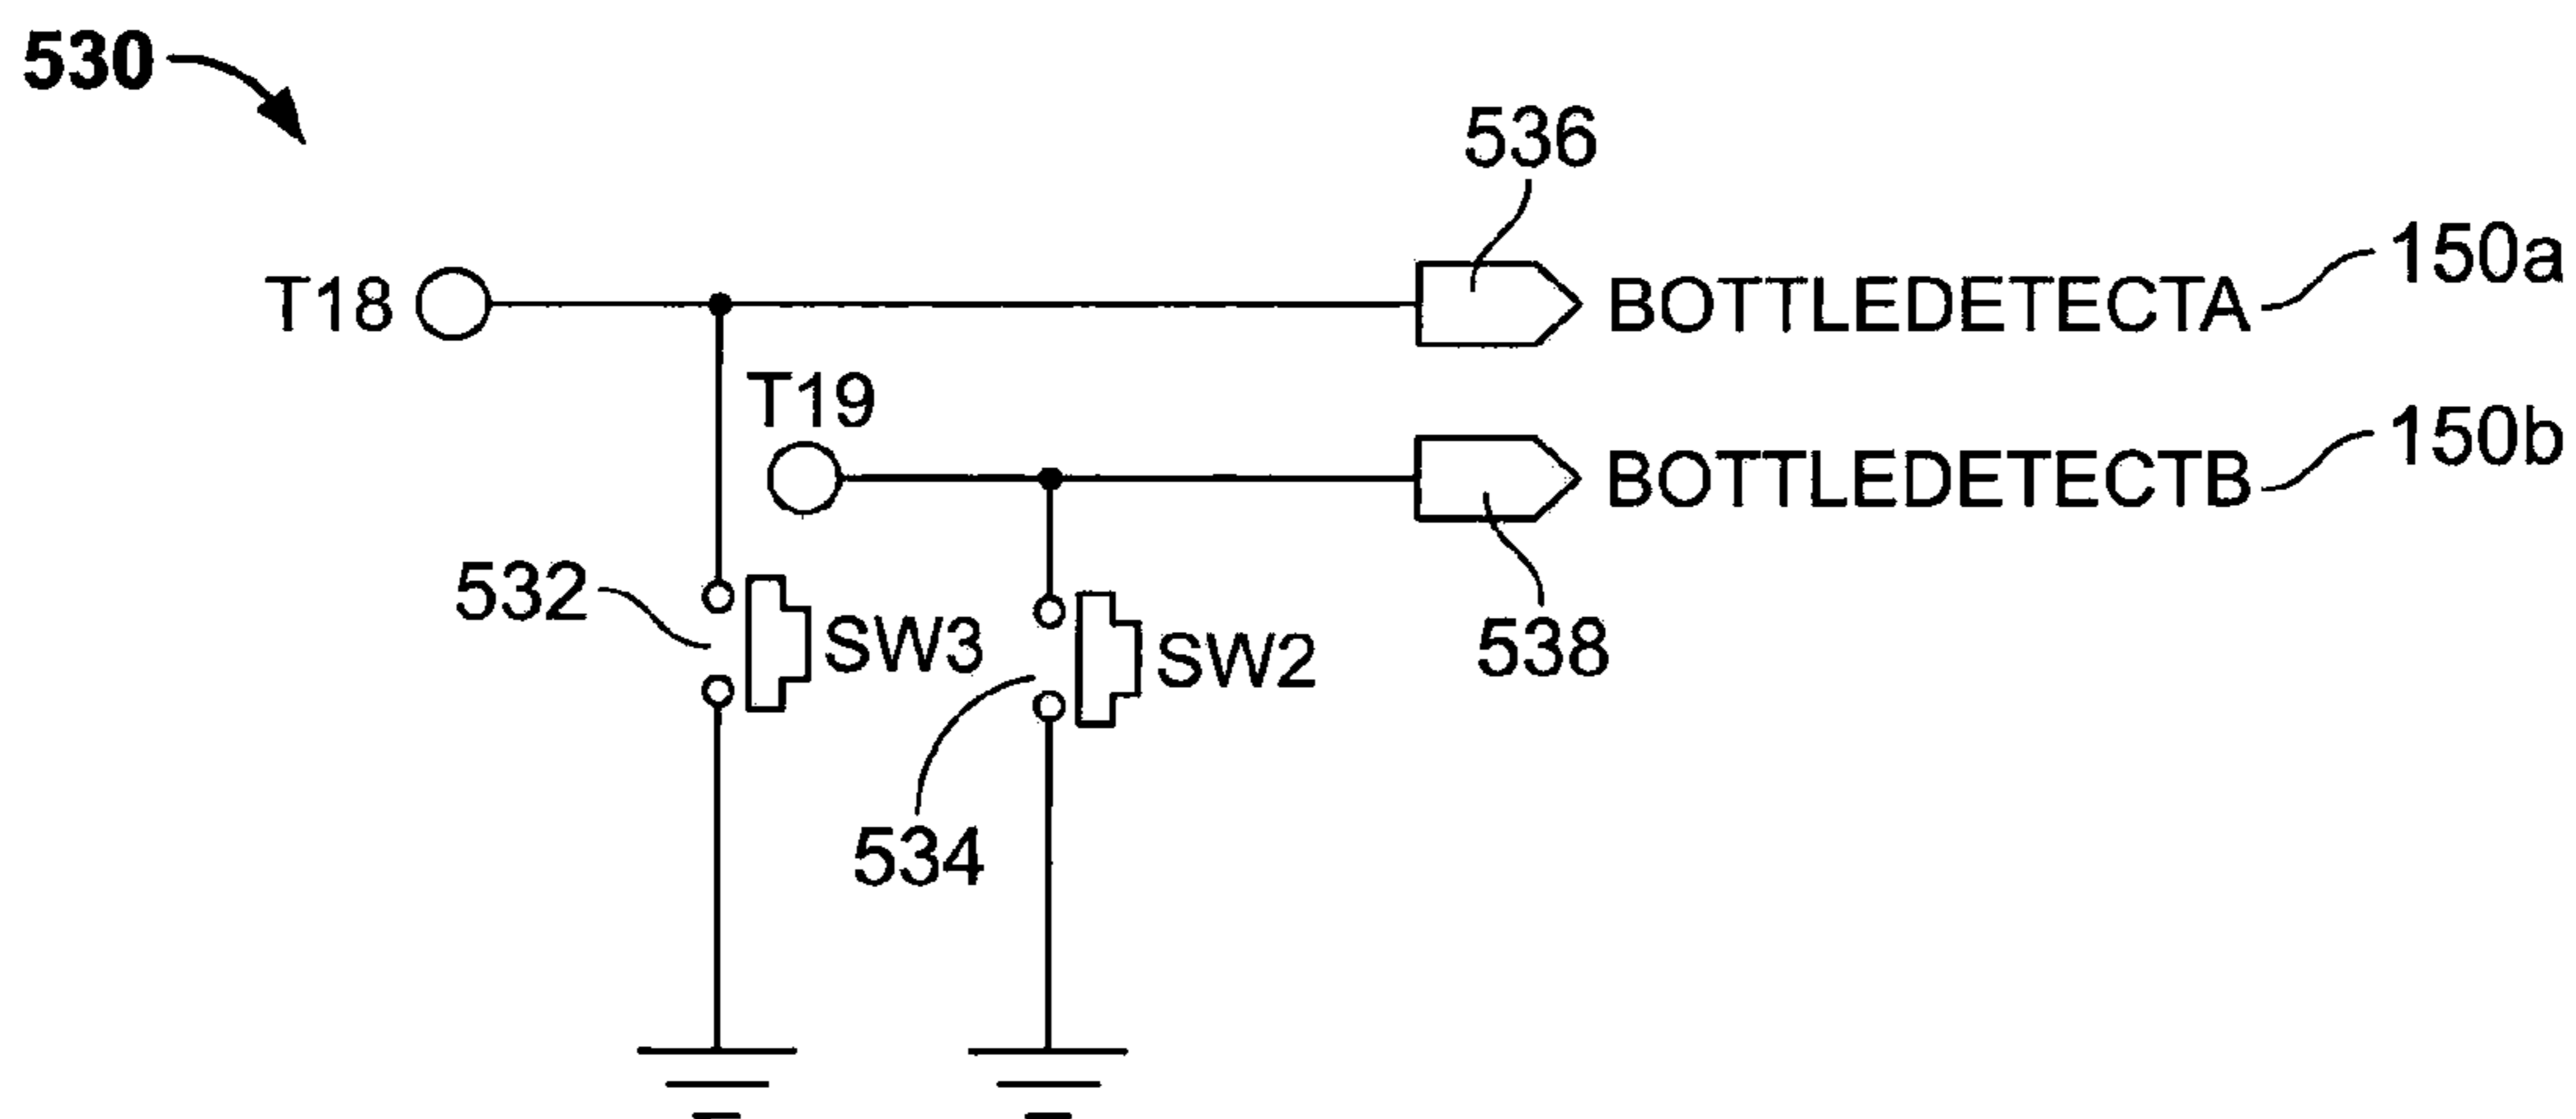 530
536
T18
BOTTLEDETECTA
150a
T19
BOTTLEDETECTB
150b
532
SW3
SW2
538
534